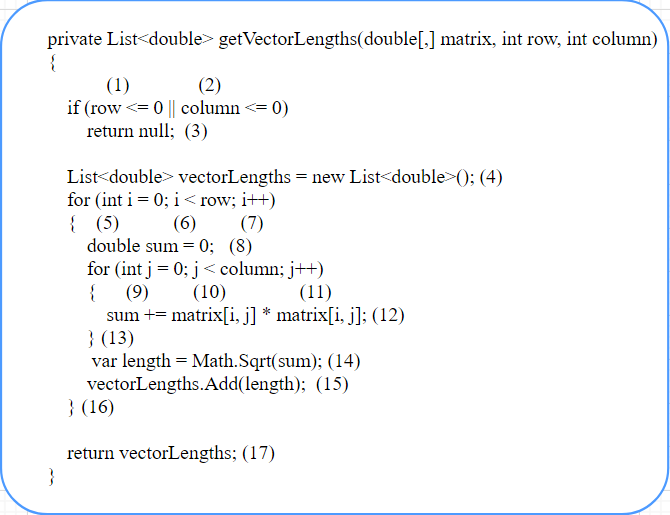 private List<double> getVectorLengths(double[,] matrix, int row, int column)
{
(1) (2)
if (row <= 0 || column <= 0)
return null; (3)
List<double> vectorLengths = new List<double>(); (4)
for (int i = 0; i < row; i++)
{ (5) (6) (7)
double sum = 0; (8)
for (int j = 0; j < column; j++)
{ (9) (10) (11)
sum += matrix[i, j] * matrix[i, j]; (12)
} (13)
var length = Math.Sqrt(sum); (14)
vectorLengths.Add(length); (15)
} (16)
return vectorLengths; (17)
}